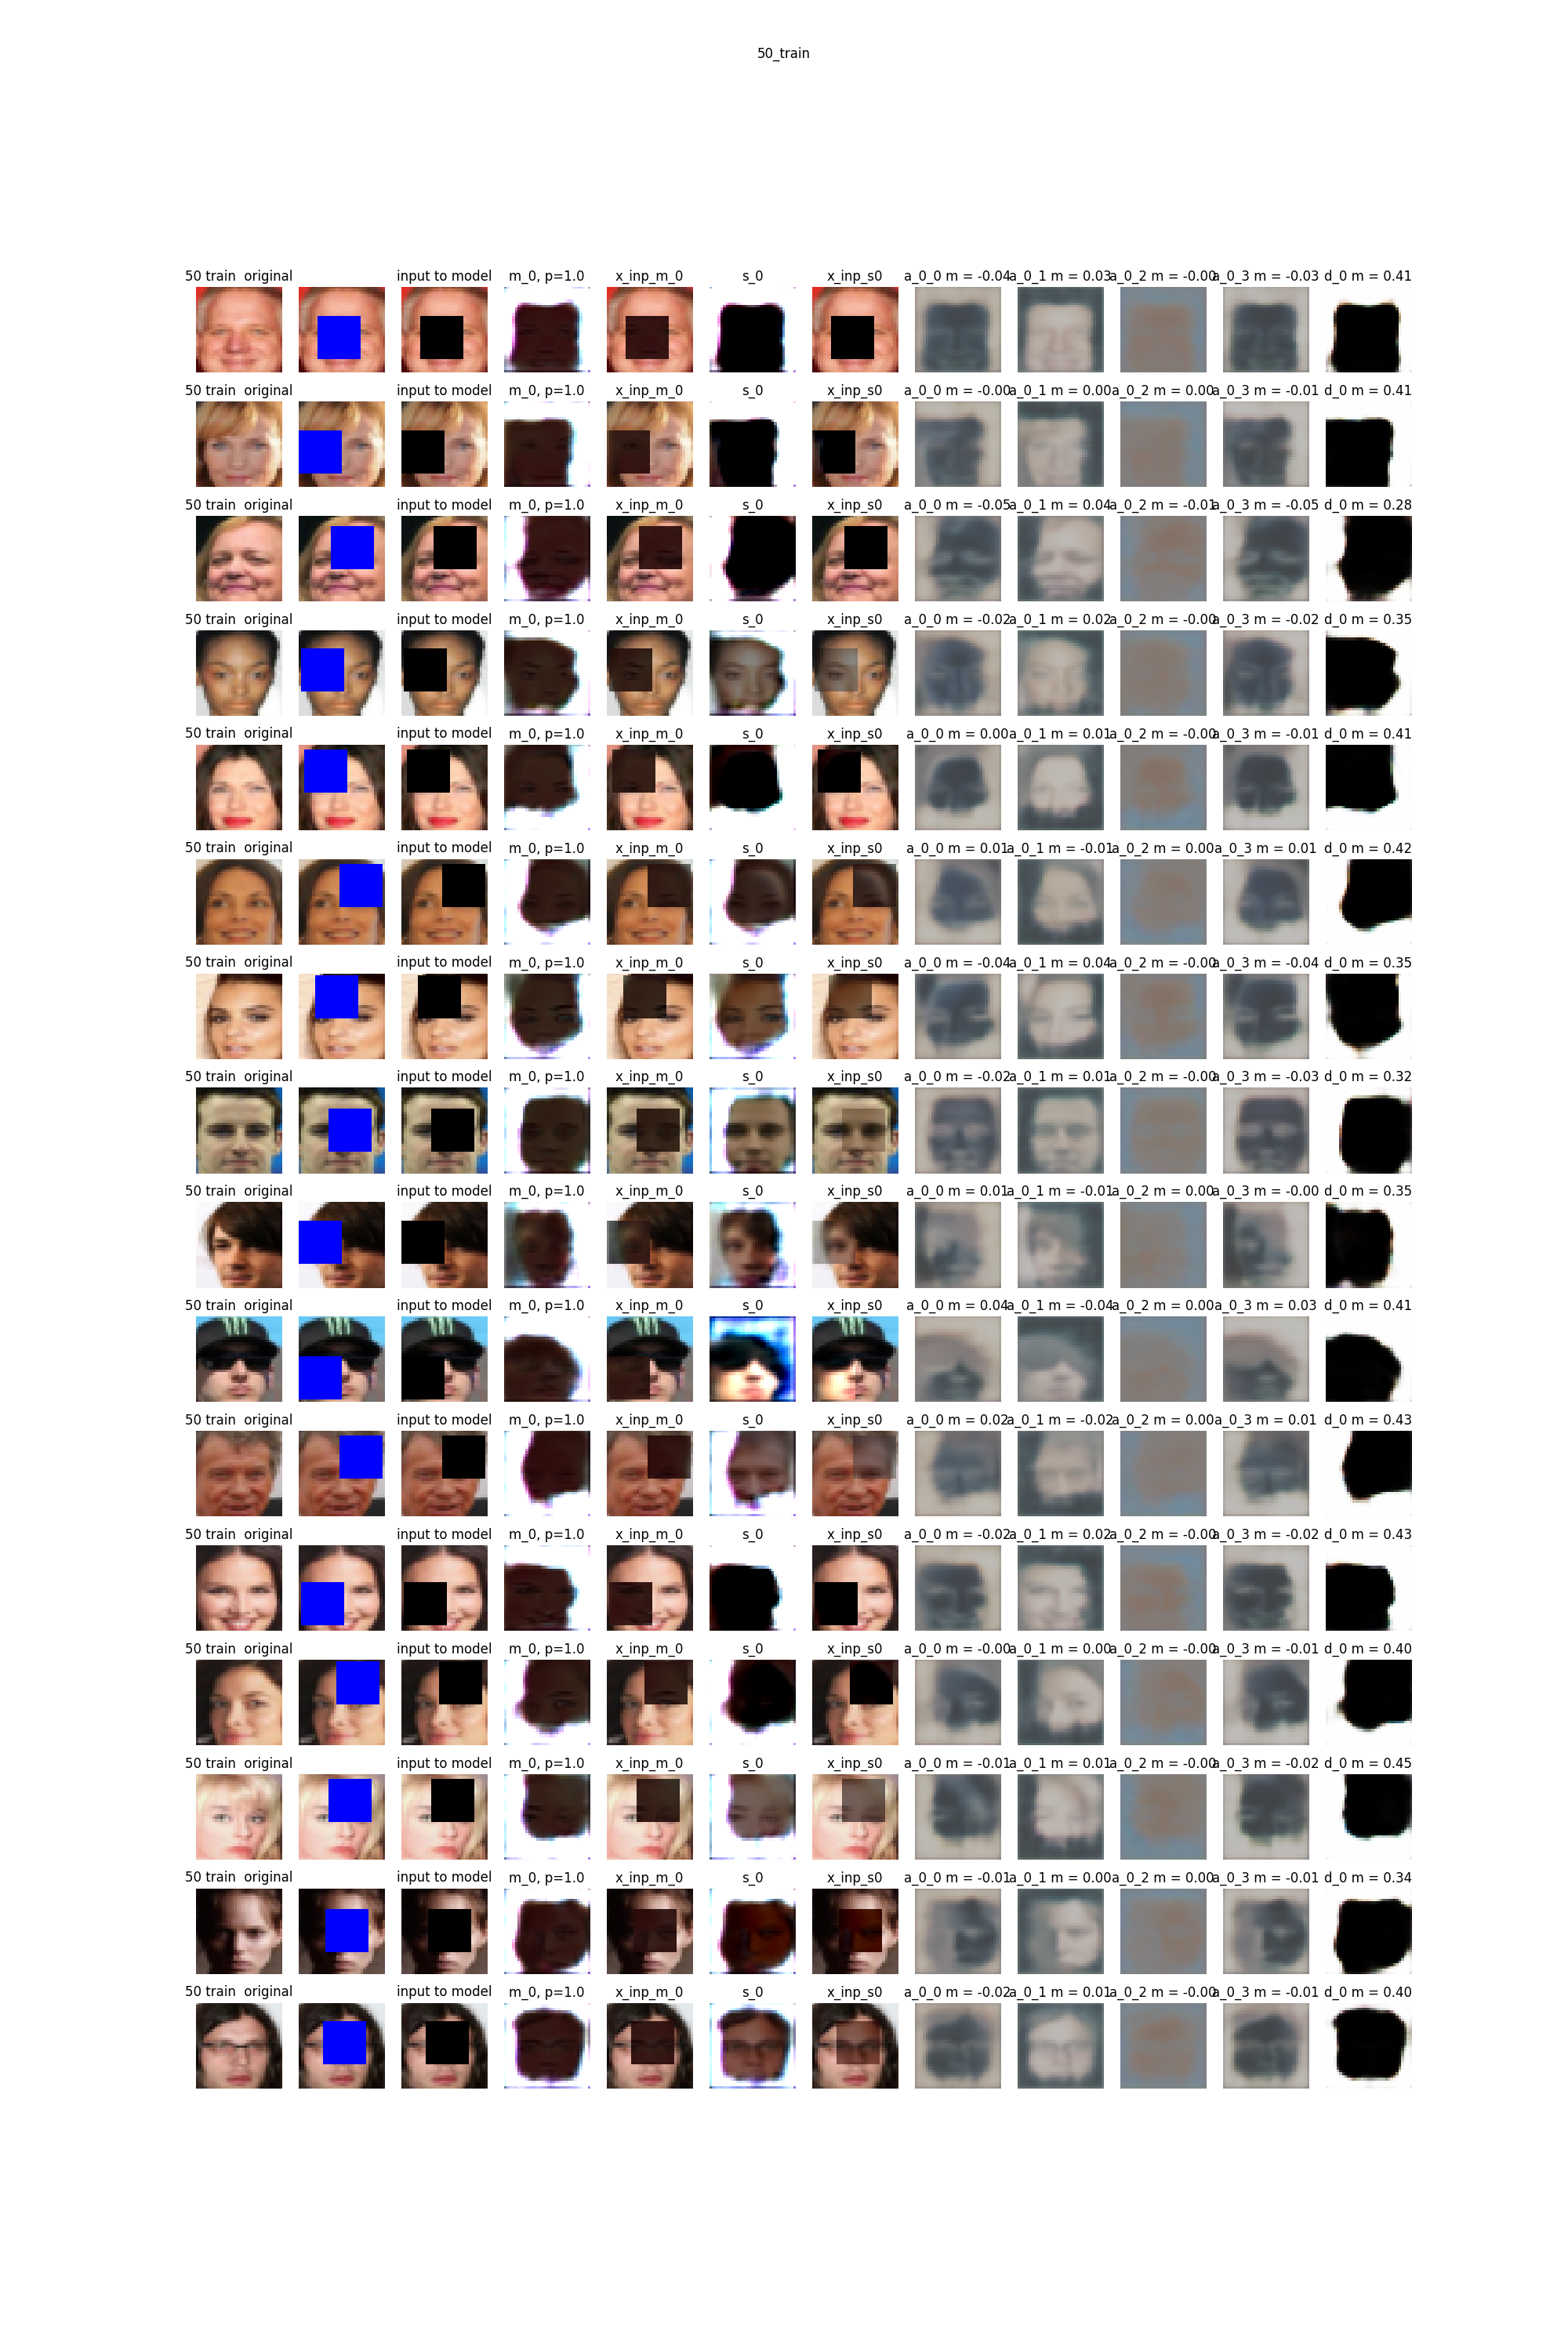 50_train
50 train  original input to model m_0, p=1.0 x_inp_m_0 s_0 x_inp_s0 a_0_0 m = -0.04 a_0_1 m = 0.03 a_0_2 m = -0.00 a_0_3 m = -0.03 d_0 m = 0.41
50 train  original input to model m_0, p=1.0 x_inp_m_0 s_0 x_inp_s0 a_0_0 m = -0.00 a_0_1 m = 0.00 a_0_2 m = 0.00 a_0_3 m = -0.01 d_0 m = 0.41
50 train  original input to model m_0, p=1.0 x_inp_m_0 s_0 x_inp_s0 a_0_0 m = -0.05 a_0_1 m = 0.04 a_0_2 m = -0.01 a_0_3 m = -0.05 d_0 m = 0.28
50 train  original input to model m_0, p=1.0 x_inp_m_0 s_0 x_inp_s0 a_0_0 m = -0.02 a_0_1 m = 0.02 a_0_2 m = -0.00 a_0_3 m = -0.02 d_0 m = 0.35
50 train  original input to model m_0, p=1.0 x_inp_m_0 s_0 x_inp_s0 a_0_0 m = 0.00 a_0_1 m = 0.01 a_0_2 m = -0.00 a_0_3 m = -0.01 d_0 m = 0.41
50 train  original input to model m_0, p=1.0 x_inp_m_0 s_0 x_inp_s0 a_0_0 m = 0.01 a_0_1 m = -0.01 a_0_2 m = 0.00 a_0_3 m = 0.01 d_0 m = 0.42
50 train  original input to model m_0, p=1.0 x_inp_m_0 s_0 x_inp_s0 a_0_0 m = -0.04 a_0_1 m = 0.04 a_0_2 m = -0.00 a_0_3 m = -0.04 d_0 m = 0.35
50 train  original input to model m_0, p=1.0 x_inp_m_0 s_0 x_inp_s0 a_0_0 m = -0.02 a_0_1 m = 0.01 a_0_2 m = -0.00 a_0_3 m = -0.03 d_0 m = 0.32
50 train  original input to model m_0, p=1.0 x_inp_m_0 s_0 x_inp_s0 a_0_0 m = 0.01 a_0_1 m = -0.01 a_0_2 m = 0.00 a_0_3 m = -0.00 d_0 m = 0.35
50 train  original input to model m_0, p=1.0 x_inp_m_0 s_0 x_inp_s0 a_0_0 m = 0.04 a_0_1 m = -0.04 a_0_2 m = 0.00 a_0_3 m = 0.03 d_0 m = 0.41
50 train  original input to model m_0, p=1.0 x_inp_m_0 s_0 x_inp_s0 a_0_0 m = 0.02 a_0_1 m = -0.02 a_0_2 m = 0.00 a_0_3 m = 0.01 d_0 m = 0.43
50 train  original input to model m_0, p=1.0 x_inp_m_0 s_0 x_inp_s0 a_0_0 m = -0.02 a_0_1 m = 0.02 a_0_2 m = -0.00 a_0_3 m = -0.02 d_0 m = 0.43
50 train  original input to model m_0, p=1.0 x_inp_m_0 s_0 x_inp_s0 a_0_0 m = -0.00 a_0_1 m = 0.00 a_0_2 m = -0.00 a_0_3 m = -0.01 d_0 m = 0.40
50 train  original input to model m_0, p=1.0 x_inp_m_0 s_0 x_inp_s0 a_0_0 m = -0.01 a_0_1 m = 0.01 a_0_2 m = -0.00 a_0_3 m = -0.02 d_0 m = 0.45
50 train  original input to model m_0, p=1.0 x_inp_m_0 s_0 x_inp_s0 a_0_0 m = -0.01 a_0_1 m = 0.00 a_0_2 m = 0.00 a_0_3 m = -0.01 d_0 m = 0.34
50 train  original input to model m_0, p=1.0 x_inp_m_0 s_0 x_inp_s0 a_0_0 m = -0.02 a_0_1 m = 0.01 a_0_2 m = -0.00 a_0_3 m = -0.01 d_0 m = 0.40